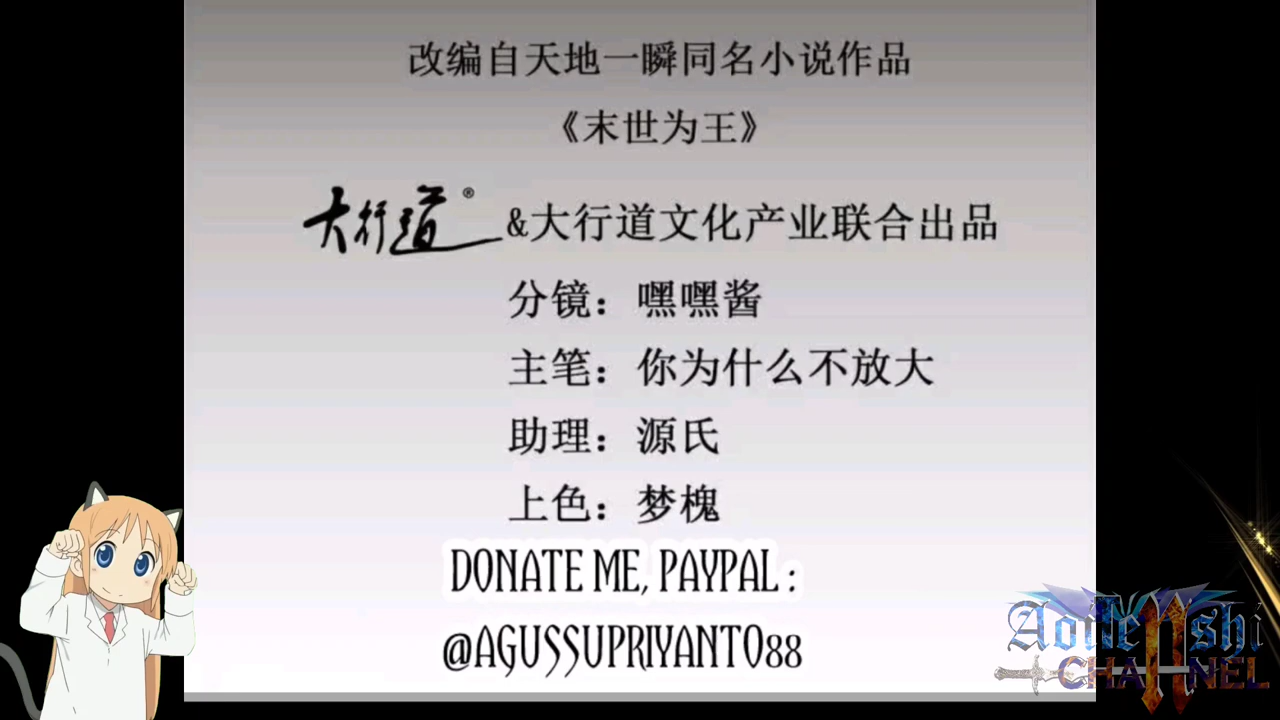 改编自天地一瞬同名小说作品
《末世为王》
大行道® &大行道文化产业联合出品
分镜：嘿嘿酱
主笔：你为什么不放大
助理：源氏
上色：梦槐
DONATE ME, PAYPAL :
@AGUSSUPRIYANTO88
CHANNEL